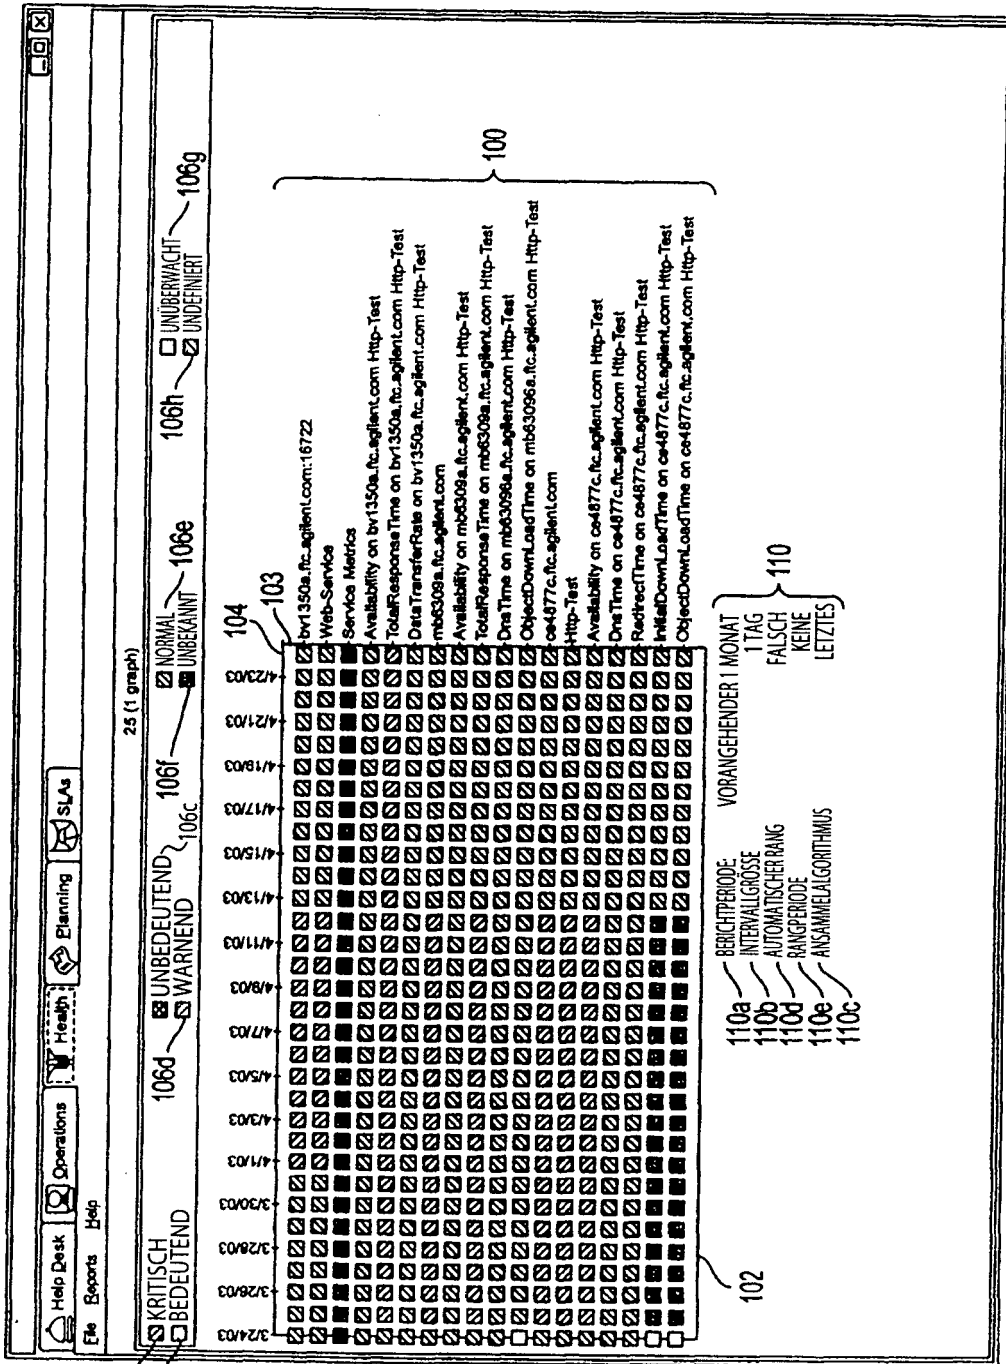 Help Desk Operations Health Planning SLAs
File Reports Help
25 (1 graph)
KRITISCH
BEDEUTEND
UNBEDEUTEND 106c
106d WARNEND
NORMAL 106e
106f UNBEKANNT
UNÜBERWACHT 106g
106h UNDEFINIERT
3/24/03 3/26/03 3/28/03 3/30/03 4/1/03 4/3/03 4/5/03 4/7/03 4/9/03 4/11/03 4/13/03 4/15/03 4/17/03 4/19/03 4/21/03 4/23/03
104
103
bv1350a.ftc.agilent.com:16722
Web-Service
Service Metrics
Availability on bv1350a.ftc.agilent.com Http-Test
TotalResponseTime on bv1350a.ftc.agilent.com Http-Test
DataTransferRate on bv1350a.ftc.agilent.com Http-Test
mb6309a.ftc.agilent.com
Availability on mb6309a.ftc.agilent.com Http-Test
TotalResponseTime on mb6309a.ftc.agilent.com Http-Test
DnsTime on mb63096a.ftc.agilent.com Http-Test
ObjectDownLoadTime on mb63096a.ftc.agilent.com Http-Test
ce4877c.ftc.agilent.com
Http-Test
Availability on ce4877c.ftc.agilent.com Http-Test
DnsTime on ce4877c.ftc.agilent.com Http-Test
RedirectTime on ce4877c.ftc.agilent.com Http-Test
InitialDownLoadTime on ce4877c.ftc.agilent.com Http-Test
ObjectDownLoadTime on ce4877c.ftc.agilent.com Http-Test
100
102
110a BERICHTPERIODE VORANGEHENDER 1 MONAT
110b INTERVALLGRÖSSE 1 TAG
110d AUTOMATISCHER RANG FALSCH
110e RANGPERIODE KEINE
110c ANSAMMELALGORITHMUS LETZTES
110